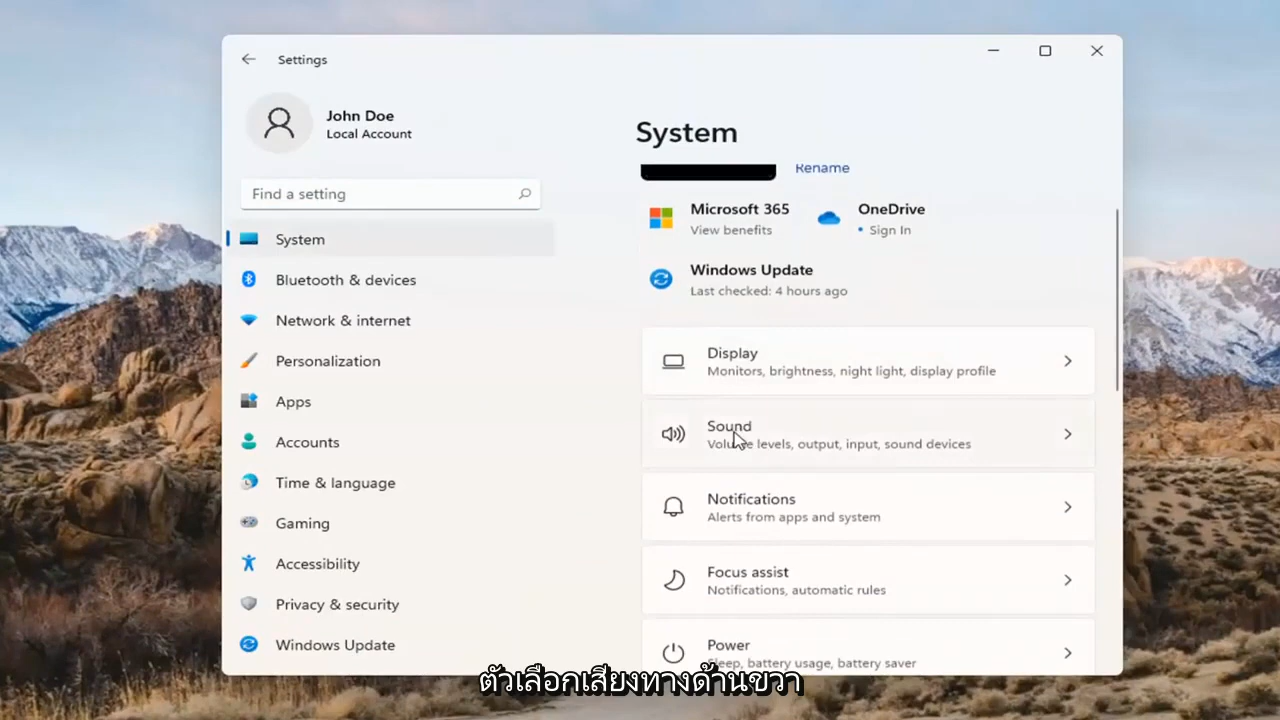 Settings
John Doe
Local Account
Find a setting
System
Bluetooth & devices
Network & internet
Personalization
Apps
Accounts
Time & language
Gaming
Accessibility
Privacy & security
Windows Update
System
Rename
Microsoft 365
View benefits
OneDrive
• Sign In
Windows Update
Last checked: 4 hours ago
Display
Monitors, brightness, night light, display profile
Sound
Volume levels, output, input, sound devices
Notifications
Alerts from apps and system
Focus assist
Notifications, automatic rules
Power
Sleep, battery usage, battery saver
ตัวเลือกเสียงทางด้านขวา